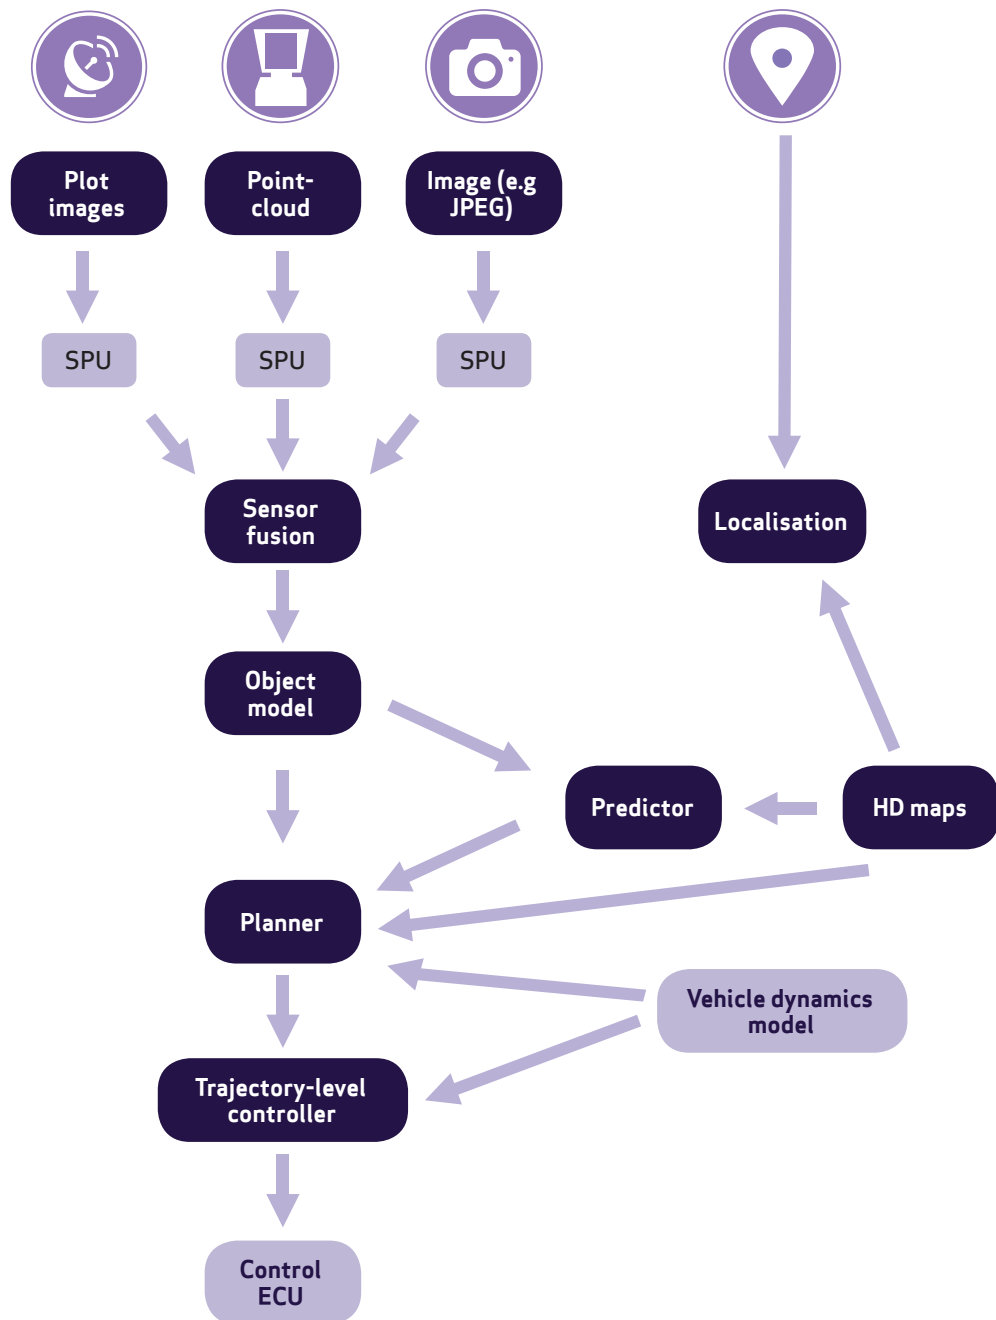 Plot
images
Point-
cloud
Image (e.g
JPEG)
SPU
SPU
SPU
Sensor
fusion
Localisation
Object
model
Predictor
HD maps
Planner
Vehicle dynamics
model
Trajectory-level
controller
Control
ECU